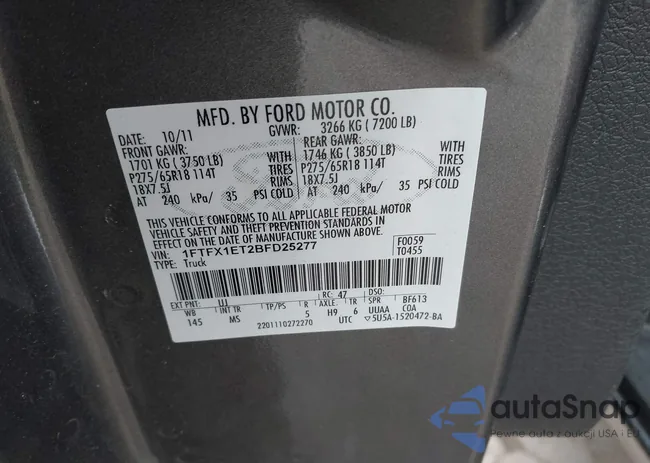 MFD. BY FORD MOTOR CO.
DATE: 10/11 GVWR: 3266 KG ( 7200 LB)
FRONT GAWR: REAR GAWR:
1701 KG ( 3750 LB) WITH 1746 KG ( 3850 LB) WITH
P275/65R18 114T TIRES P275/65R18 114T TIRES
18X7.5J RIMS 18X7.5J RIMS
AT 240 kPa/ 35 PSI COLD AT 240 kPa/ 35 PSI COLD
THIS VEHICLE CONFORMS TO ALL APPLICABLE FEDERAL MOTOR
VEHICLE SAFETY AND THEFT PREVENTION STANDARDS IN EFFECT ON
THE DATE OF MANUFACTURE SHOWN ABOVE.
VIN: 1FTFX1ET2BFD25277 F0059
TYPE: Truck T0455
EXT PNT: UJ RC: 47 DSO:
WB INT TR TP/PS R AXLE TR SPR BF613
145 MS 5 H9 6 UUAA COA
2201110272270 UTC ▽5U5A-1520472-BA
autaSnap
Pewne auto z aukcji USA i EU